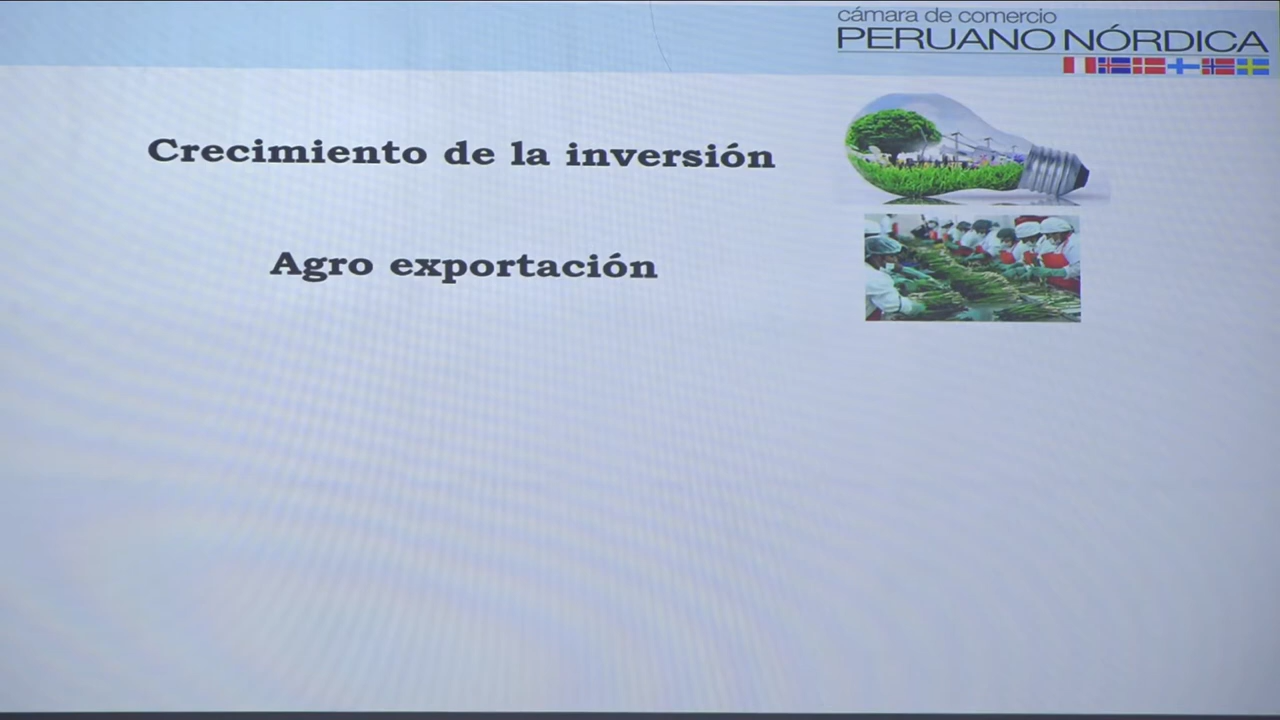 cámara de comercio
PERUANO NÓRDICA
Crecimiento de la inversión
Agro exportación